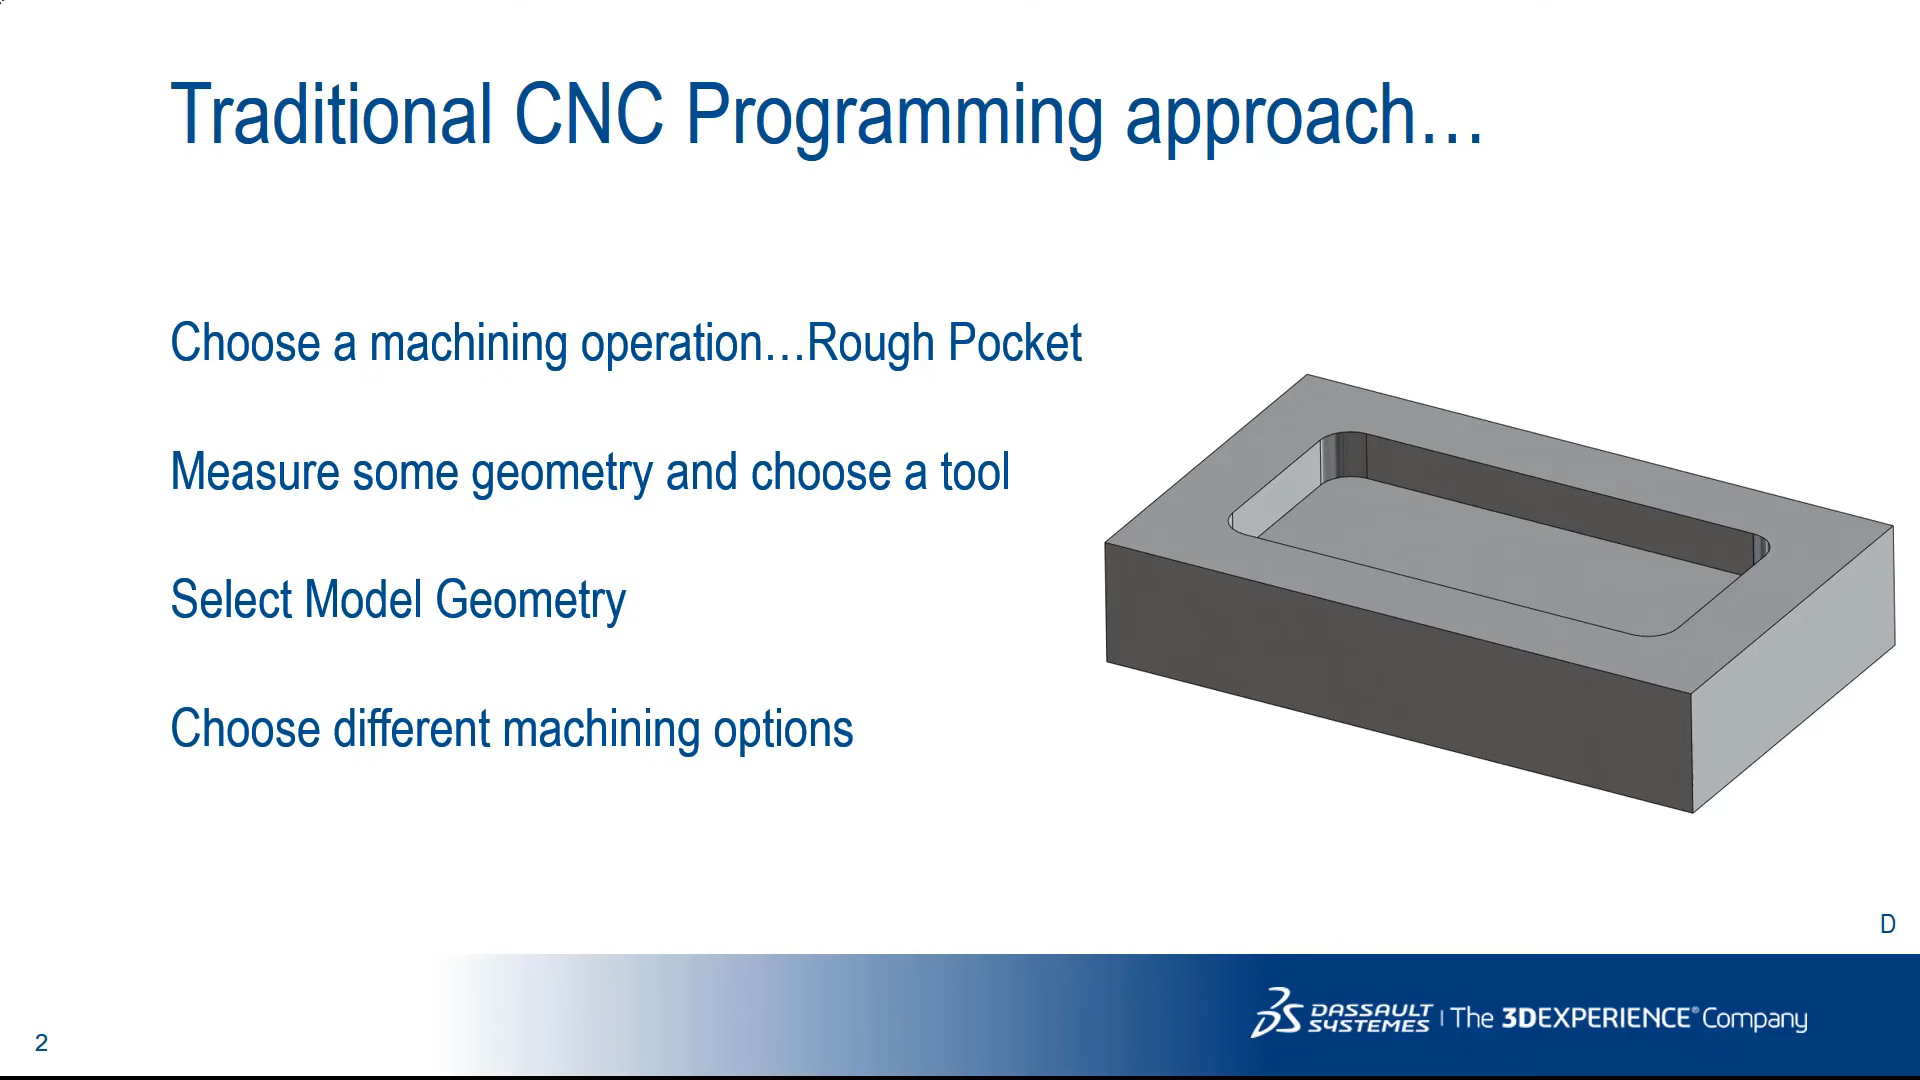 Traditional CNC Programming approach…
Choose a machining operation…Rough Pocket
Measure some geometry and choose a tool
Select Model Geometry
Choose different machining options
D
DASSAULT SYSTEMES | The 3DEXPERIENCE® Company
2